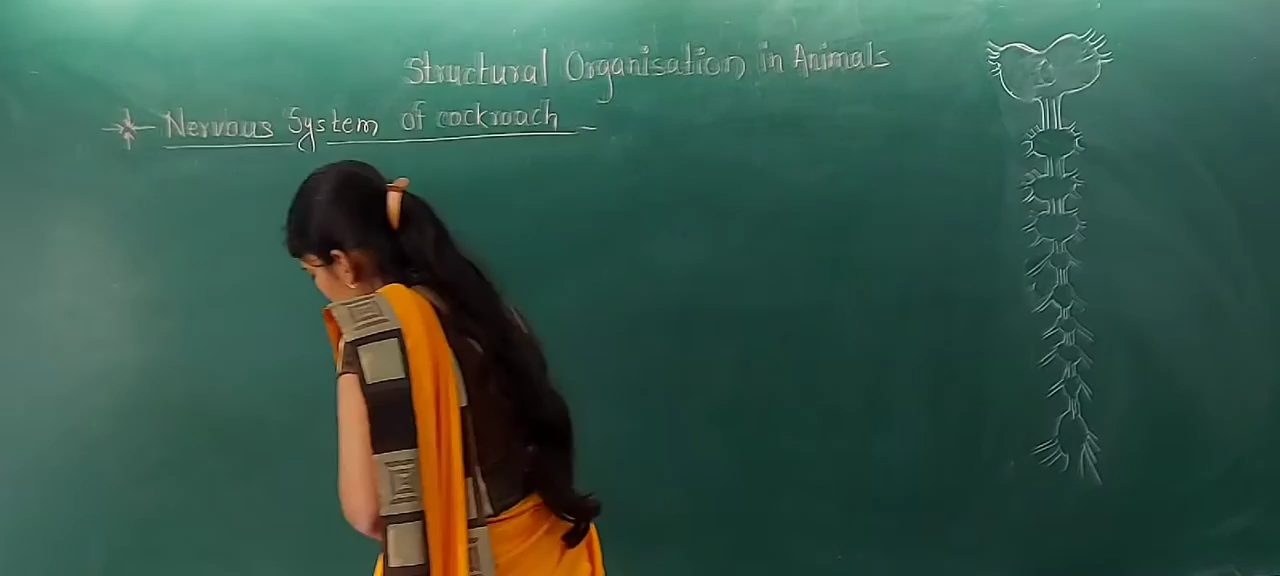 Structural Organisation in Animals
Nervous System of cockroach